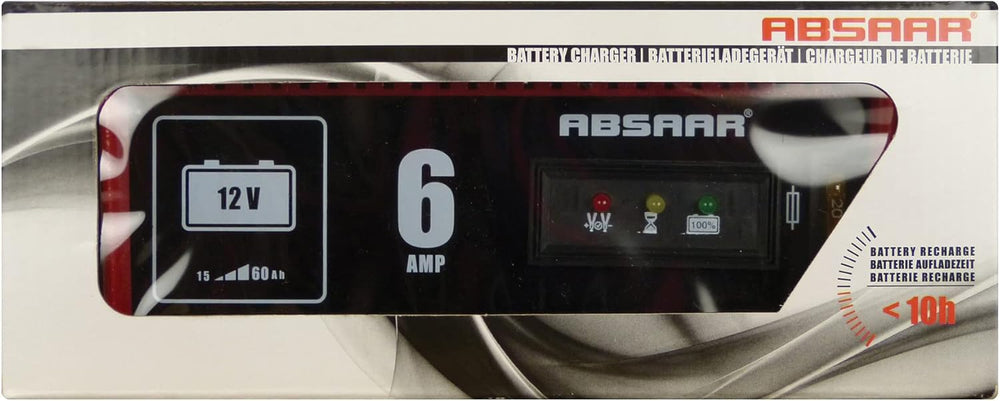 ABSAAR®
BATTERY CHARGER | BATTERIELADEGERÄT | CHARGEUR DE BATTERIE
ABSAAR®
12 V
6
AMP
15 60 Ah
100%
20
BATTERY RECHARGE
BATTERIE AUFLADEZEIT
BATTERIE RECHARGE
< 10h